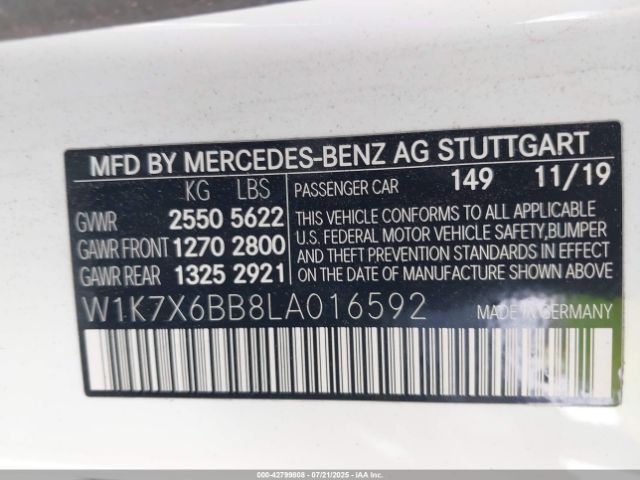 MFD BY MERCEDES-BENZ AG STUTTGART
KG LBS
GVWR 2550 5622
GAWR FRONT 1270 2800
GAWR REAR 1325 2921
PASSENGER CAR 149 11/19
THIS VEHICLE CONFORMS TO ALL APPLICABLE
U.S. FEDERAL MOTOR VEHICLE SAFETY,BUMPER
AND THEFT PREVENTION STANDARDS IN EFFECT
ON THE DATE OF MANUFACTURE SHOWN ABOVE
W1K7X6BB8LA016592
MADE IN GERMANY
000-42799808 - 07/21/2025 - IAAI.COM